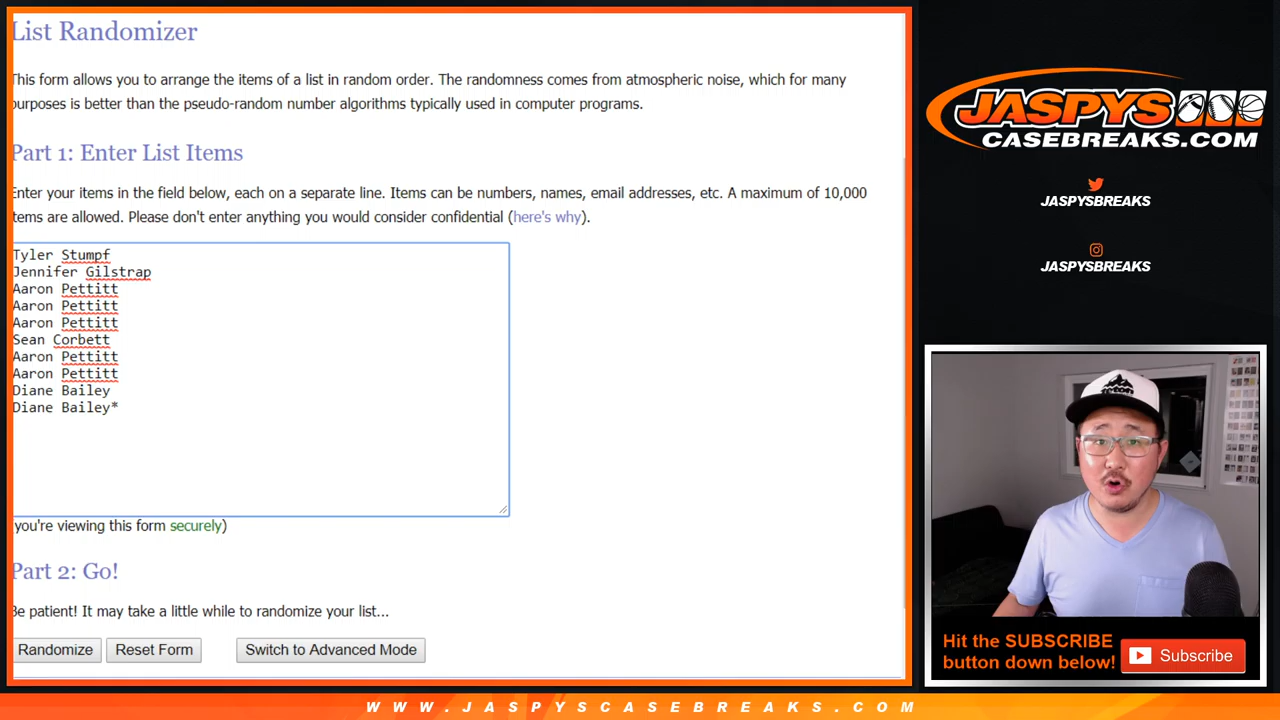 List Randomizer
This form allows you to arrange the items of a list in random order. The randomness comes from atmospheric noise, which for many
purposes is better than the pseudo-random number algorithms typically used in computer programs.
Part 1: Enter List Items
Enter your items in the field below, each on a separate line. Items can be numbers, names, email addresses, etc. A maximum of 10,000
items are allowed. Please don't enter anything you would consider confidential (here's why).
Tyler Stumpf
Jennifer Gilstrap
Aaron Pettitt
Aaron Pettitt
Aaron Pettitt
Sean Corbett
Aaron Pettitt
Aaron Pettitt
Diane Bailey
Diane Bailey*
you're viewing this form securely)
Part 2: Go!
Be patient! It may take a little while to randomize your list...
Randomize
Reset Form
Switch to Advanced Mode
JASPYS
CASEBREAKS.COM
JASPYSBREAKS
JASPYSBREAKS
Hit the SUBSCRIBE
button down below!
Subscribe
WWW.JASPYSCASEBREAKS.COM